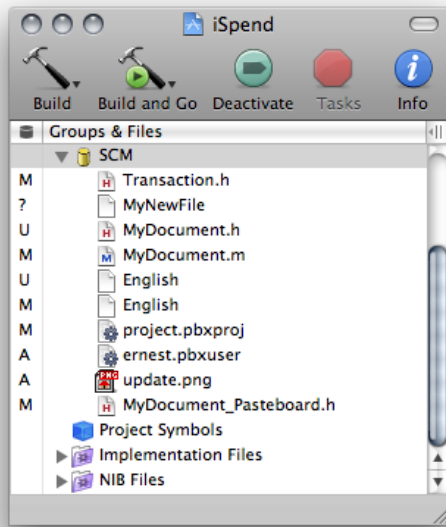 iSpend
Build Build and Go Deactivate Tasks Info
Groups & Files
SCM
M Transaction.h
? MyNewFile
U MyDocument.h
M MyDocument.m
U English
M English
M project.pbxproj
A ernest.pbxuser
A update.png
M MyDocument_Pasteboard.h
Project Symbols
Implementation Files
NIB Files